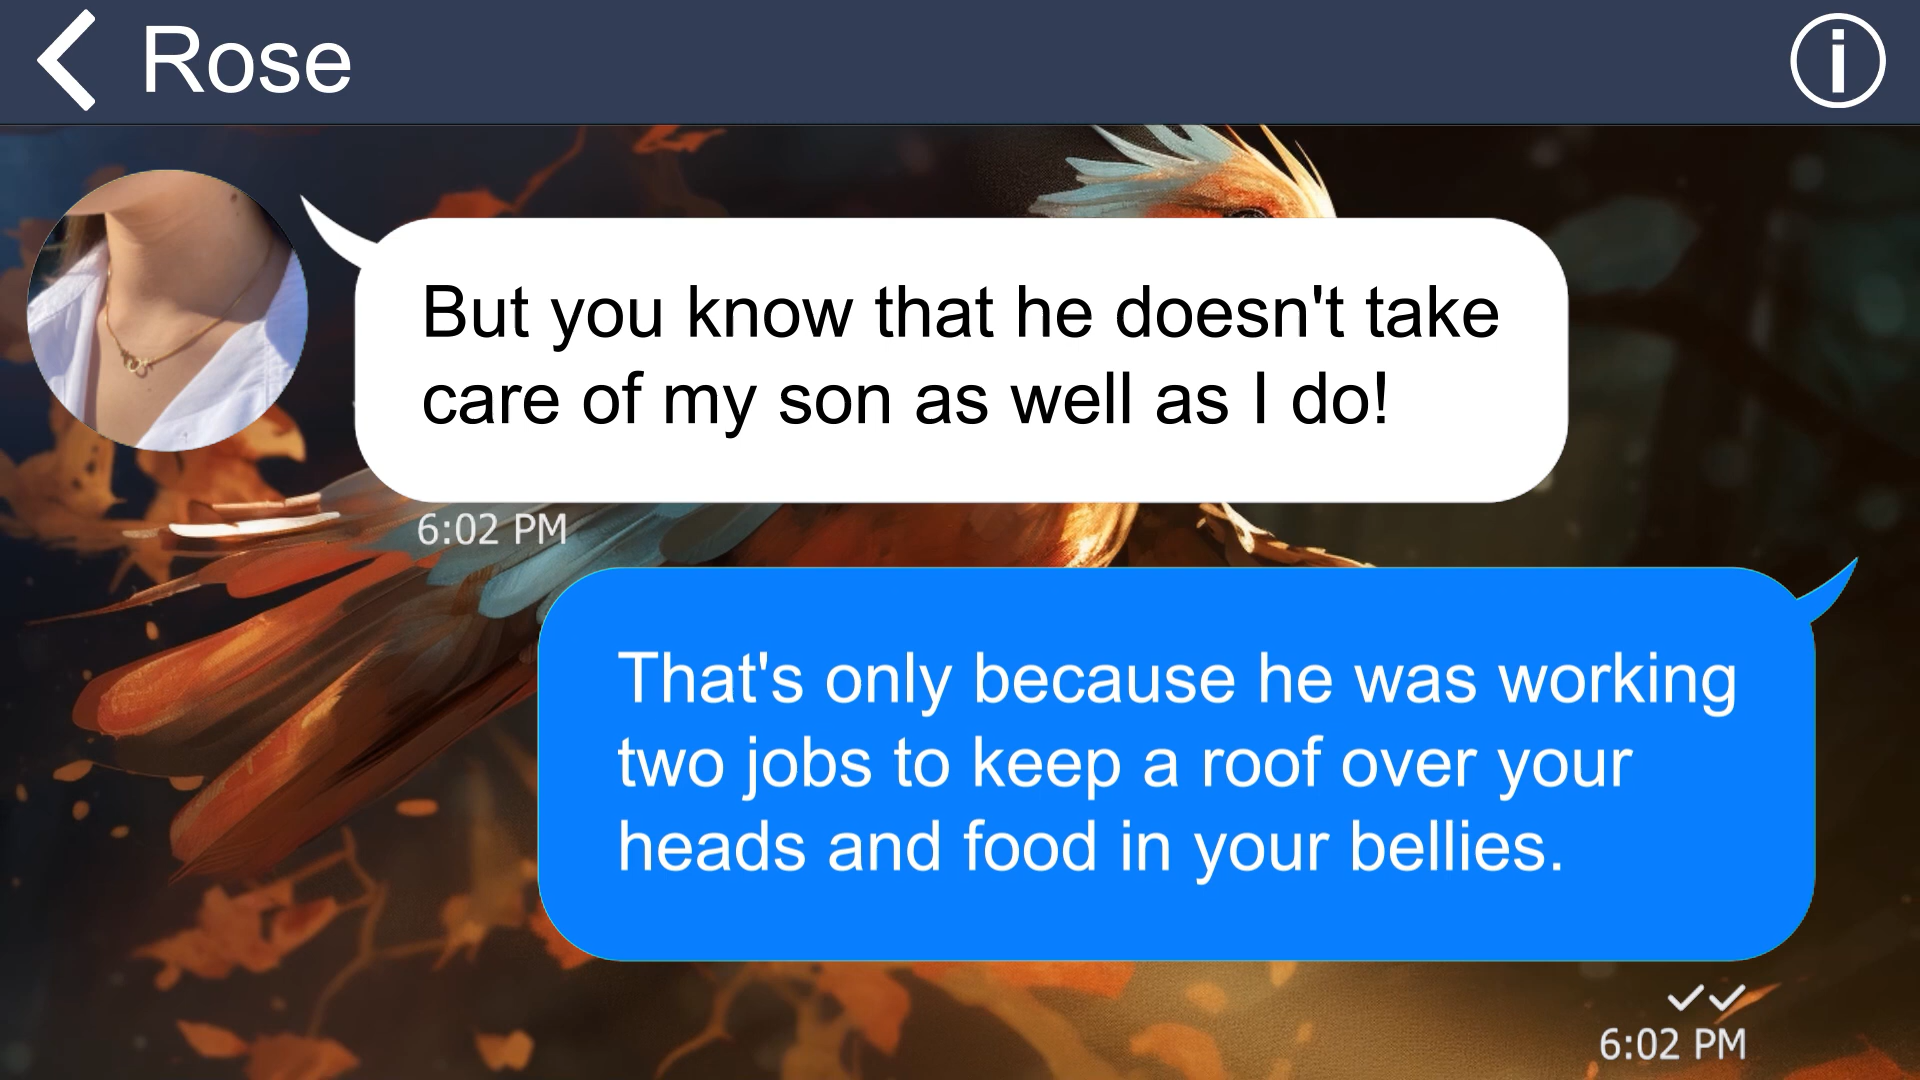 Rose
But you know that he doesn't take
care of my son as well as I do!
6:02 PM
That's only because he was working
two jobs to keep a roof over your
heads and food in your bellies.
6:02 PM